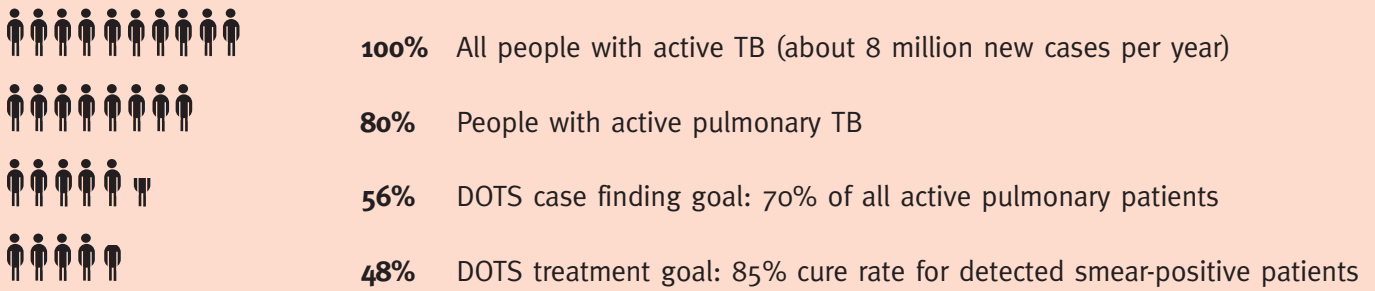 100% All people with active TB (about 8 million new cases per year)
80% People with active pulmonary TB
56% DOTS case finding goal: 70% of all active pulmonary patients
48% DOTS treatment goal: 85% cure rate for detected smear-positive patients